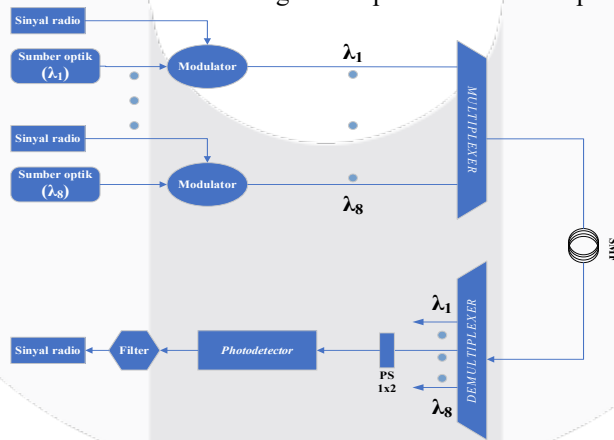 Sinyal radio
Sumber optik
(λ1)
Modulator
λ1
MULTIPLEXER
Sinyal radio
Sumber optik
(λ8)
Modulator
λ8
SMF
λ1
DEMULTIPLEXER
Sinyal radio
Filter
Photodetector
PS
1x2
λ8